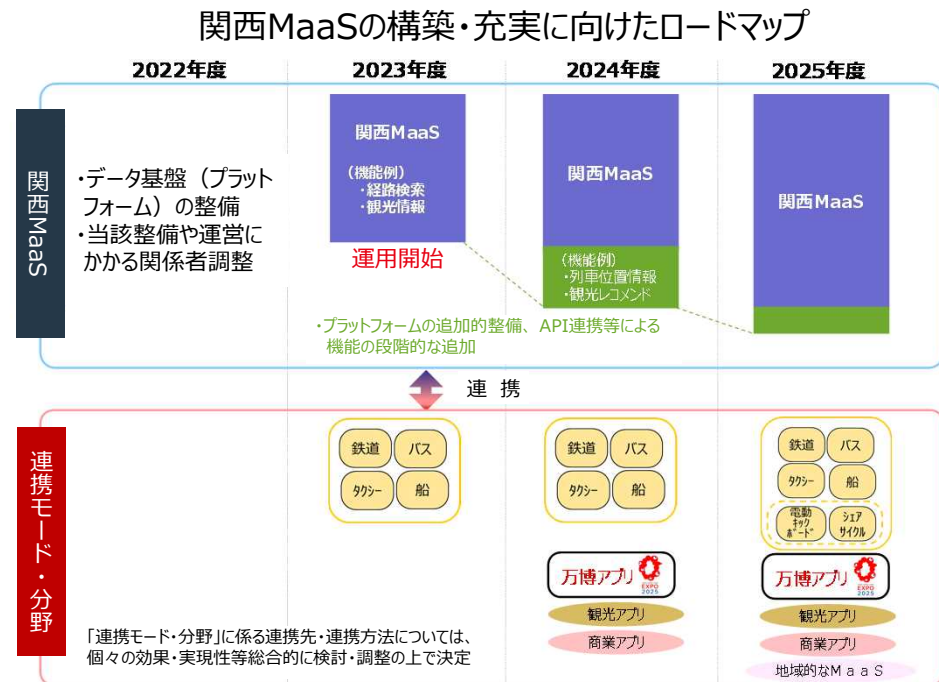 関西MaaSの構築・充実に向けたロードマップ
2022年度
2023年度
2024年度
2025年度
関西MaaS
・データ基盤（プラット
フォーム）の整備
・当該整備や運営に
かかる関係者調整
関西MaaS
（機能例）
・経路検索
・観光情報
運用開始
関西MaaS
（機能例）
・列車位置情報
・観光レコメンド
関西MaaS
・プラットフォームの追加的整備、API連携等による
機能の段階的な追加
連 携
連携モード・分野
鉄道
バス
タクシー
船
鉄道
バス
タクシー
船
鉄道
バス
タクシー
船
電動
キック
ボード
シェア
サイクル
万博アプリ
EXPO
2025
万博アプリ
EXPO
2025
観光アプリ
観光アプリ
商業アプリ
商業アプリ
地域的なMaaS
「連携モード・分野」に係る連携先・連携方法については、
個々の効果・実現性等総合的に検討・調整の上で決定